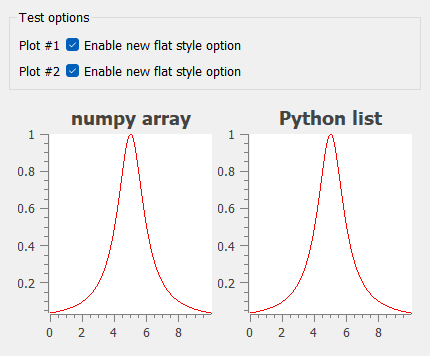 Test options
Plot #1 Enable new flat style option
Plot #2 Enable new flat style option
numpy array Python list
1 1
0.8 0.8
0.6 0.6
0.4 0.4
0.2 0.2
0 2 4 6 8 0 2 4 6 8